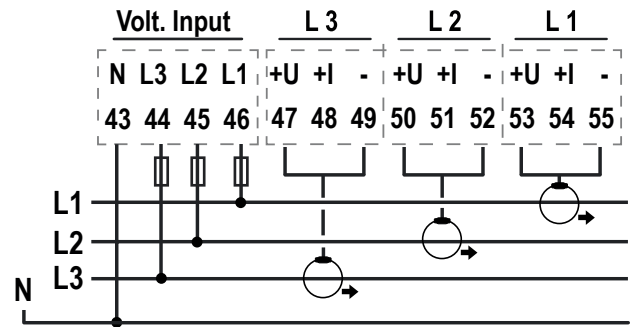 Volt. Input L 3 L 2 L 1
N L3 L2 L1 +U +I - +U +I - +U +I -
43 44 45 46 47 48 49 50 51 52 53 54 55
L1
L2
L3
N